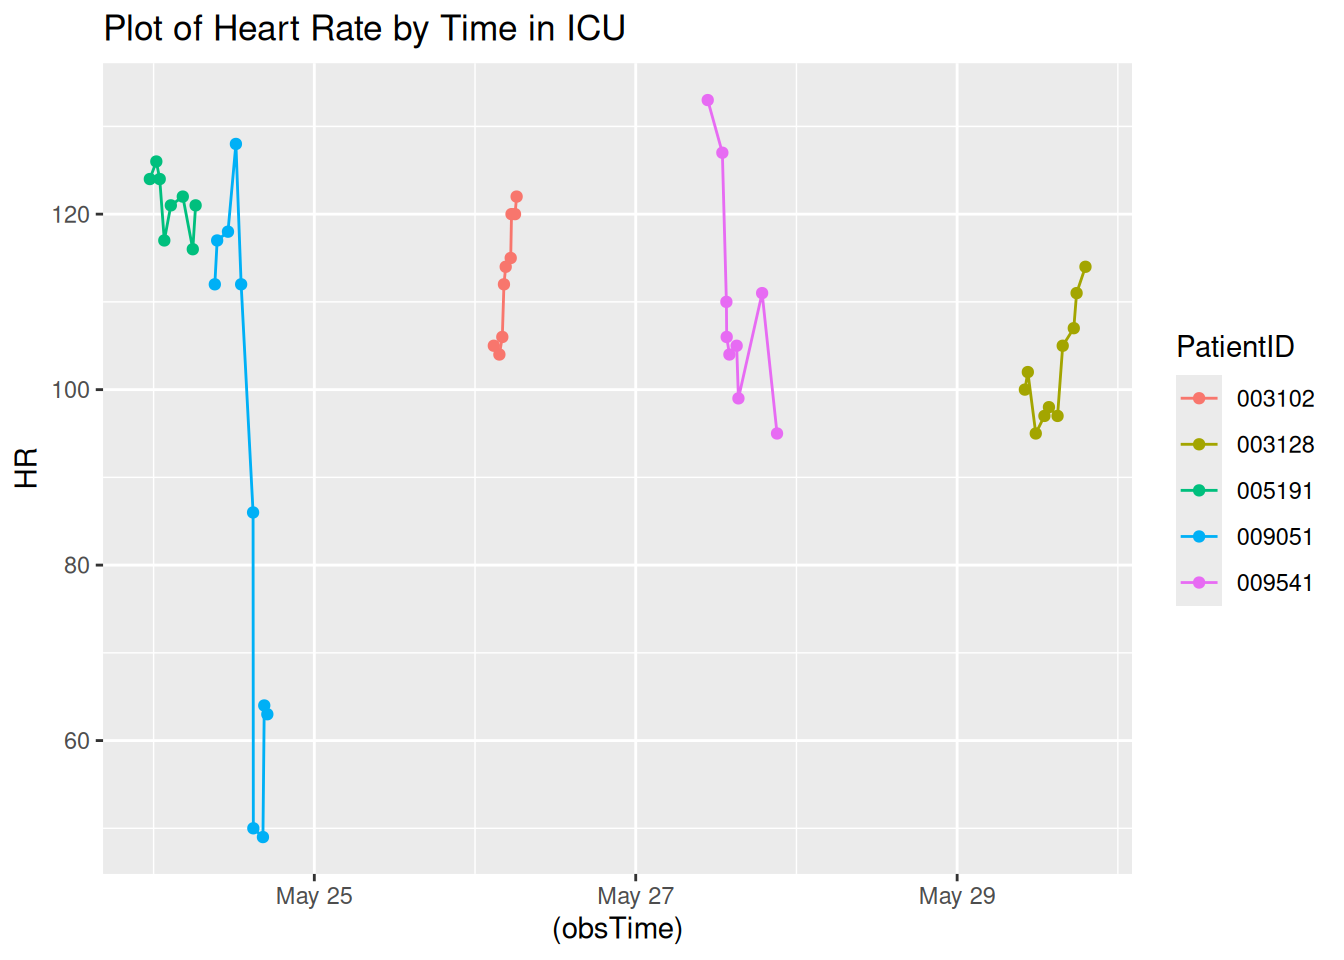 Plot of Heart Rate by Time in ICU
HR
120
100
80
60
May 25
May 27
May 29
(obsTime)
PatientID
003102
003128
005191
009051
009541